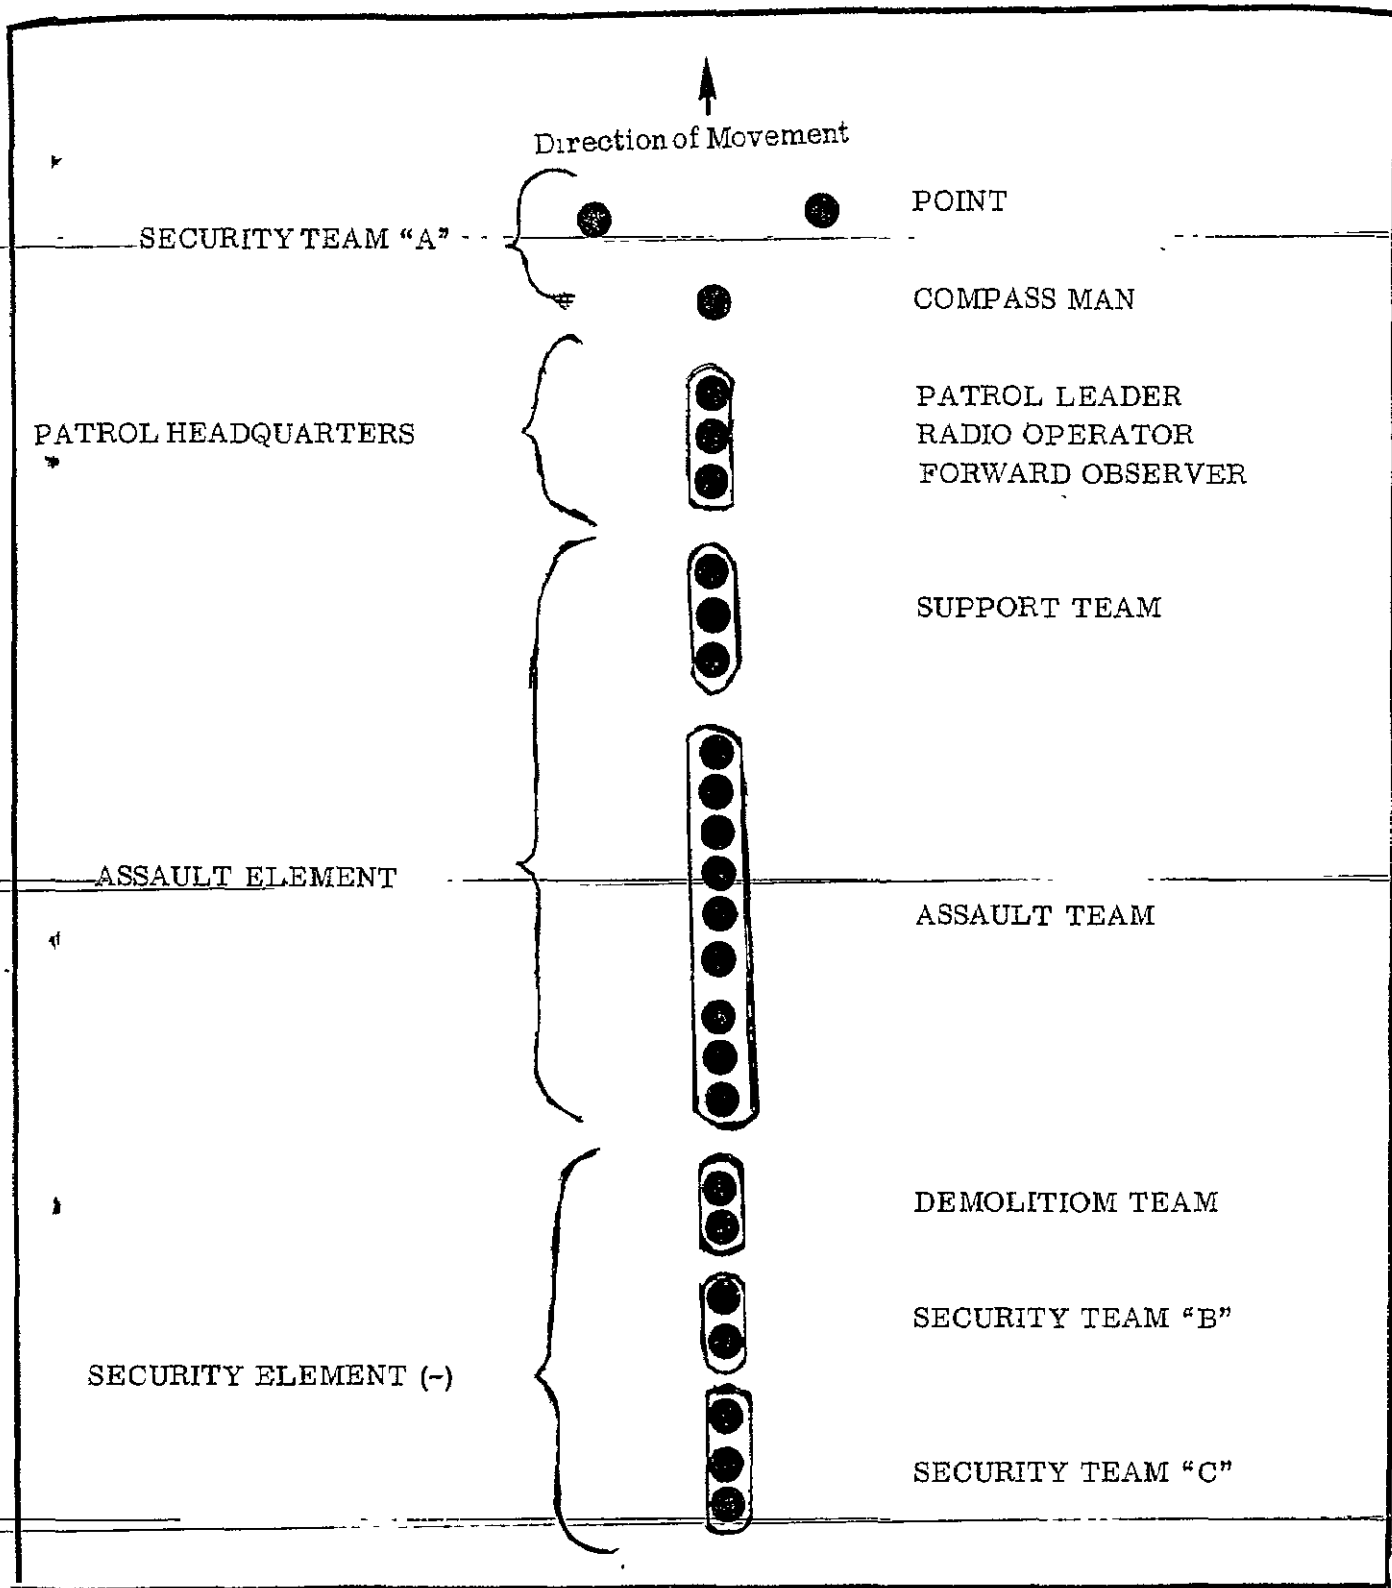 Direction of Movement
POINT
SECURITY TEAM “A”
COMPASS MAN
PATROL LEADER
PATROL HEADQUARTERS
RADIO OPERATOR
FORWARD OBSERVER
SUPPORT TEAM
ASSAULT ELEMENT
ASSAULT TEAM
DEMOLITIOM TEAM
SECURITY TEAM “B”
SECURITY ELEMENT (-)
SECURITY TEAM “C”